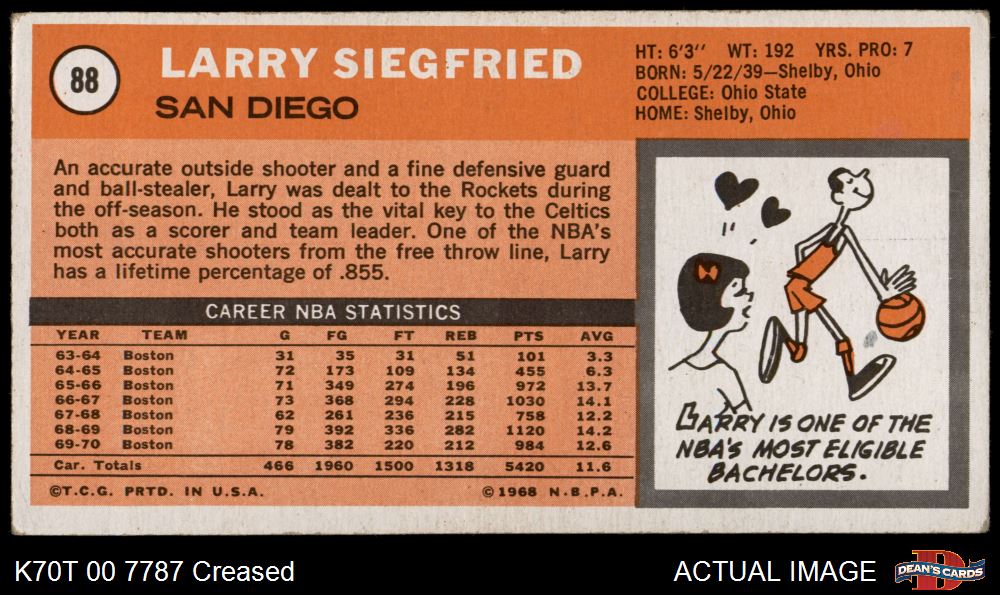 88
LARRY SIEGFRIED
SAN DIEGO
HT: 6'3'' WT: 192 YRS. PRO: 7
BORN: 5/22/39—Shelby, Ohio
COLLEGE: Ohio State
HOME: Shelby, Ohio
An accurate outside shooter and a fine defensive guard
and ball-stealer, Larry was dealt to the Rockets during
the off-season. He stood as the vital key to the Celtics
both as a scorer and team leader. One of the NBA's
most accurate shooters from the free throw line, Larry
has a lifetime percentage of .855.
CAREER NBA STATISTICS
YEAR TEAM G FG FT REB PTS AVG
63-64 Boston 31 35 31 51 101 3.3
64-65 Boston 72 173 109 134 455 6.3
65-66 Boston 71 349 274 196 972 13.7
66-67 Boston 73 368 294 228 1030 14.1
67-68 Boston 62 261 236 215 758 12.2
68-69 Boston 79 392 336 282 1120 14.2
69-70 Boston 78 382 220 212 984 12.6
Car. Totals 466 1960 1500 1318 5420 11.6
©T.C.G. PRTD. IN U.S.A. ©1968 N.B.P.A.
LARRY IS ONE OF THE
NBA'S MOST ELIGIBLE
BACHELORS.
K70T 00 7787 Creased
ACTUAL IMAGE
D
DEAN'S CARDS